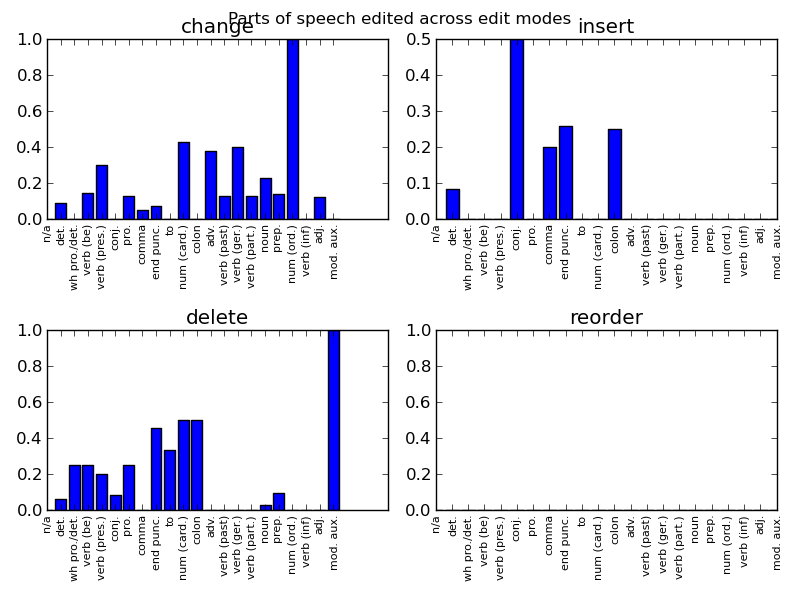 Parts of speech edited across edit modes
change
1.0
0.8
0.6
0.4
0.2
0.0
n/a
det.
wh pro./det.
verb (be)
verb (pres.)
conj.
pro.
comma
end punc.
to
num (card.)
colon
adv.
verb (past)
verb (ger.)
verb (part.)
noun
prep.
num (ord.)
verb (inf)
adj.
mod. aux.
insert
0.5
0.4
0.3
0.2
0.1
0.0
n/a
det.
wh pro./det.
verb (be)
verb (pres.)
conj.
pro.
comma
end punc.
to
num (card.)
colon
adv.
verb (past)
verb (ger.)
verb (part.)
noun
prep.
num (ord.)
verb (inf)
adj.
mod. aux.
delete
1.0
0.8
0.6
0.4
0.2
0.0
n/a
det.
wh pro./det.
verb (be)
verb (pres.)
conj.
pro.
comma
end punc.
to
num (card.)
colon
adv.
verb (past)
verb (ger.)
verb (part.)
noun
prep.
num (ord.)
verb (inf)
adj.
mod. aux.
reorder
1.0
0.8
0.6
0.4
0.2
0.0
n/a
det.
wh pro./det.
verb (be)
verb (pres.)
conj.
pro.
comma
end punc.
to
num (card.)
colon
adv.
verb (past)
verb (ger.)
verb (part.)
noun
prep.
num (ord.)
verb (inf)
adj.
mod. aux.